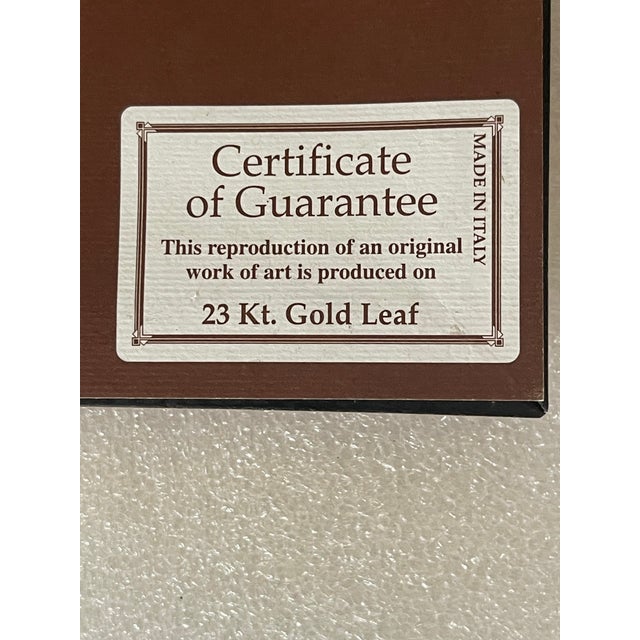 Certificate
of Guarantee
This reproduction of an original
work of art is produced on
23 Kt. Gold Leaf
MADE IN ITALY